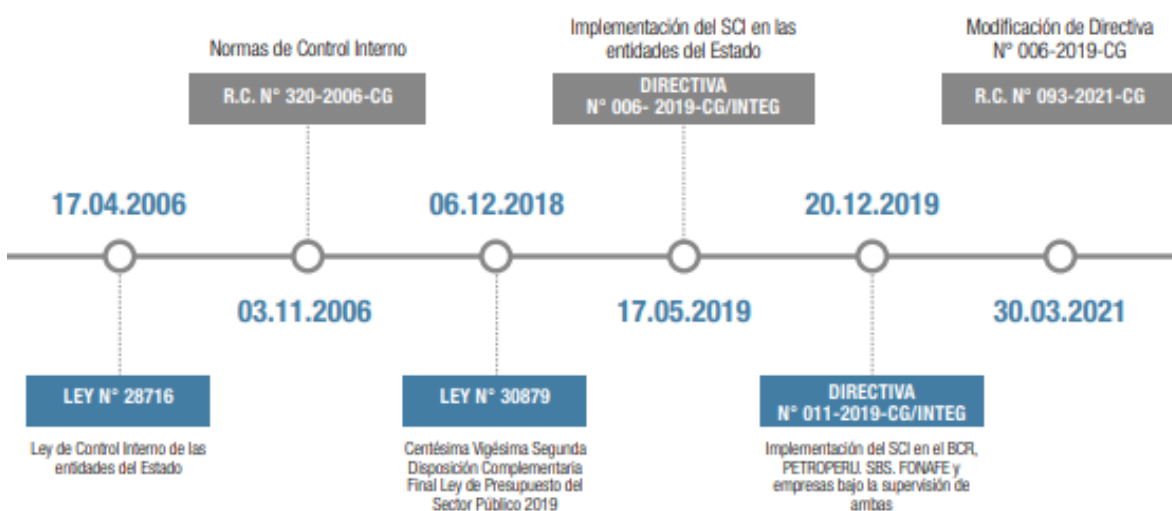 Normas de Control Interno
R.C. N° 320-2006-CG
Implementación del SCI en las
entidades del Estado
DIRECTIVA
N° 006- 2019-CG/INTEG
Modificación de Directiva
N° 006-2019-CG
R.C. N° 093-2021-CG
17.04.2006
06.12.2018
20.12.2019
03.11.2006
17.05.2019
30.03.2021
LEY N° 28716
Ley de Control Interno de las
entidades del Estado
LEY N° 30879
Centésima Vigésima Segunda
Disposición Complementaria
Final Ley de Presupuesto del
Sector Público 2019
DIRECTIVA
N° 011-2019-CG/INTEG
Implementación del SCI en el BCR,
PETROPERU. SBS. FONAFE y
empresas bajo la supervisión de
ambas